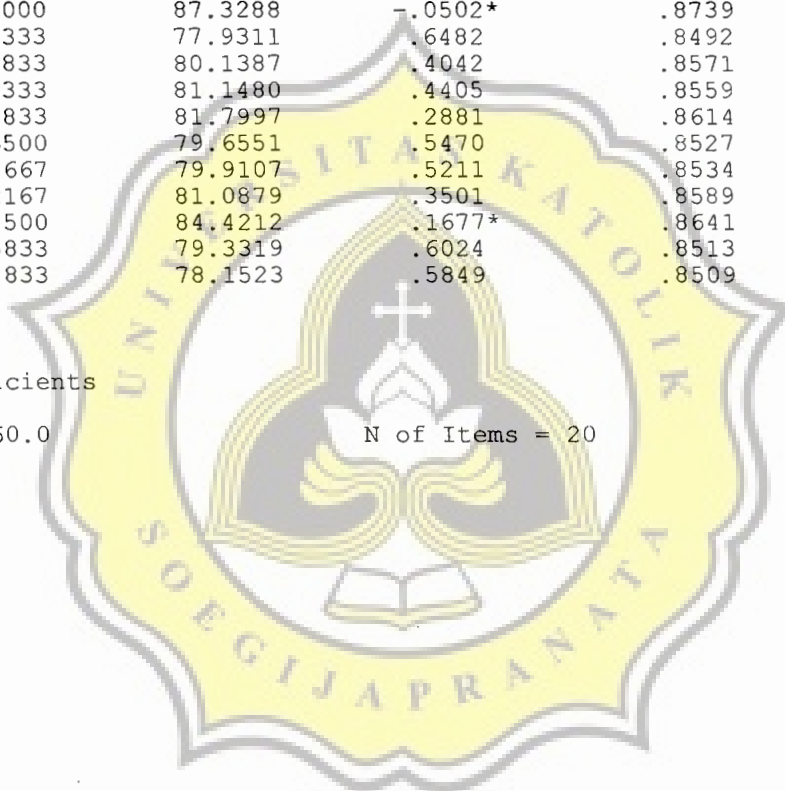 000 87.3288 -.0502* .8739
333 77.9311 .6482 .8492
833 80.1387 .4042 .8571
333 81.1480 .4405 .8559
833 81.7997 .2881 .8614
500 79.6551 .5470 .8527
667 79.9107 .5211 .8534
167 81.0879 .3501 .8589
500 84.4212 .1677* .8641
833 79.3319 .6024 .8513
833 78.1523 .5849 .8509
icients
50.0 N of Items = 20
UNIVERSITAS KATOLIK
SOEGIJAPRANATA